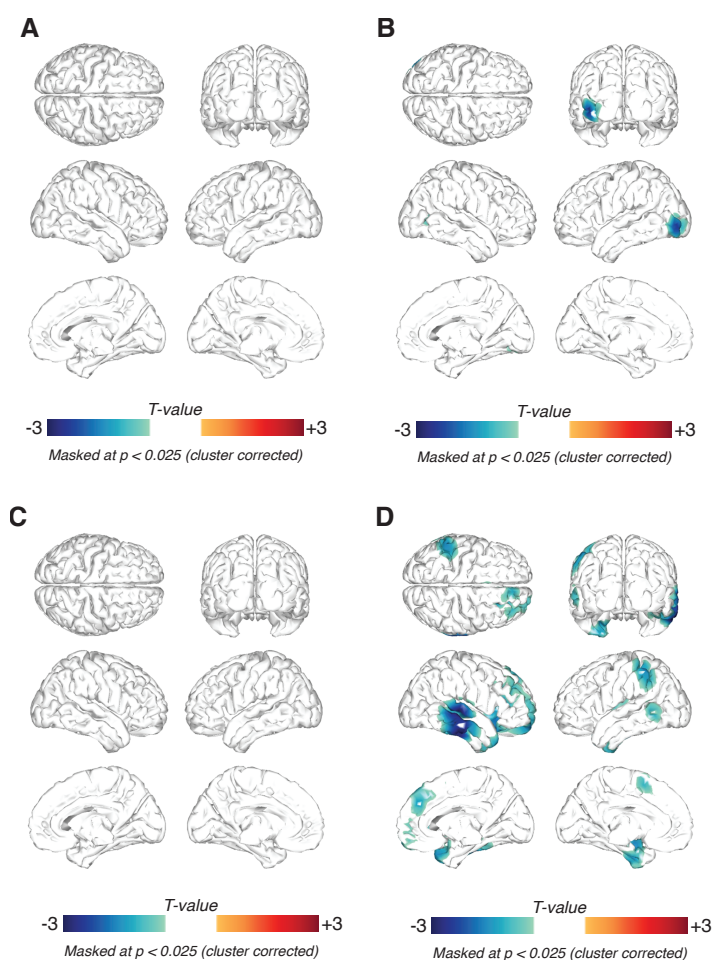 A
B
T-value
-3
+3
Masked at p < 0.025 (cluster corrected)
T-value
-3
+3
Masked at p < 0.025 (cluster corrected)
C
D
T-value
-3
+3
Masked at p < 0.025 (cluster corrected)
T-value
-3
+3
Masked at p < 0.025 (cluster corrected)